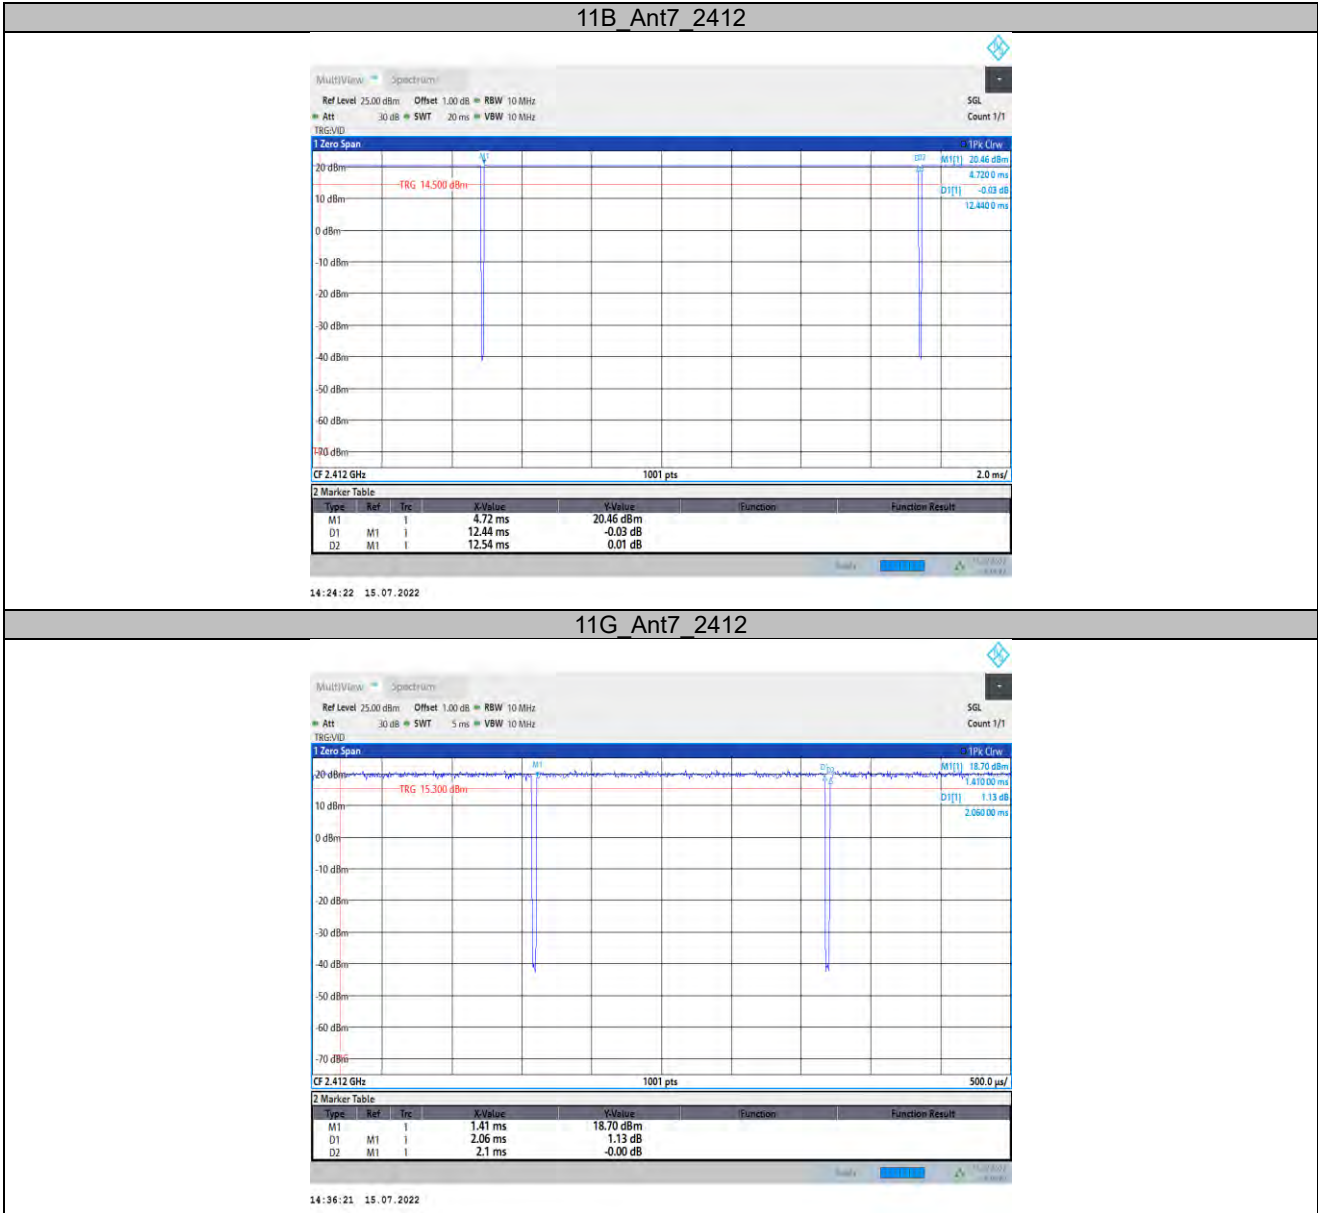 11B_Ant7_2412
MultiView Spectrum
Ref Level 25.00 dBm Offset 1.00 dB RBW 10 MHz SGL
Att 30 dB SWT 20 ms VBW 10 MHz Count 1/1
TRG:VID
1 Zero Span 1Pk Clrw
M1 M1[1] 20.46 dBm
20 dBm 4.7200 ms
TRG 14.500 dBm D1[1] -0.03 dB
10 dBm 12.4400 ms
0 dBm
-10 dBm
-20 dBm
-30 dBm
-40 dBm
-50 dBm
-60 dBm
-70 dBm
CF 2.412 GHz 1001 pts 2.0 ms/
2 Marker Table
Type Ref Trc X-Value Y-Value Function Function Result
M1 1 4.72 ms 20.46 dBm
D1 M1 1 12.44 ms -0.03 dB
D2 M1 1 12.54 ms 0.01 dB
14:24:22 15.07.2022
11G_Ant7_2412
MultiView Spectrum
Ref Level 25.00 dBm Offset 1.00 dB RBW 10 MHz SGL
Att 30 dB SWT 5 ms VBW 10 MHz Count 1/1
TRG:VID
1 Zero Span 1Pk Clrw
M1 M1[1] 18.70 dBm
20 dBm 1.41000 ms
TRG 15.300 dBm D1[1] 1.13 dB
10 dBm 2.06000 ms
0 dBm
-10 dBm
-20 dBm
-30 dBm
-40 dBm
-50 dBm
-60 dBm
-70 dBm
CF 2.412 GHz 1001 pts 500.0 µs/
2 Marker Table
Type Ref Trc X-Value Y-Value Function Function Result
M1 1 1.41 ms 18.70 dBm
D1 M1 1 2.06 ms 1.13 dB
D2 M1 1 2.1 ms -0.00 dB
14:36:21 15.07.2022